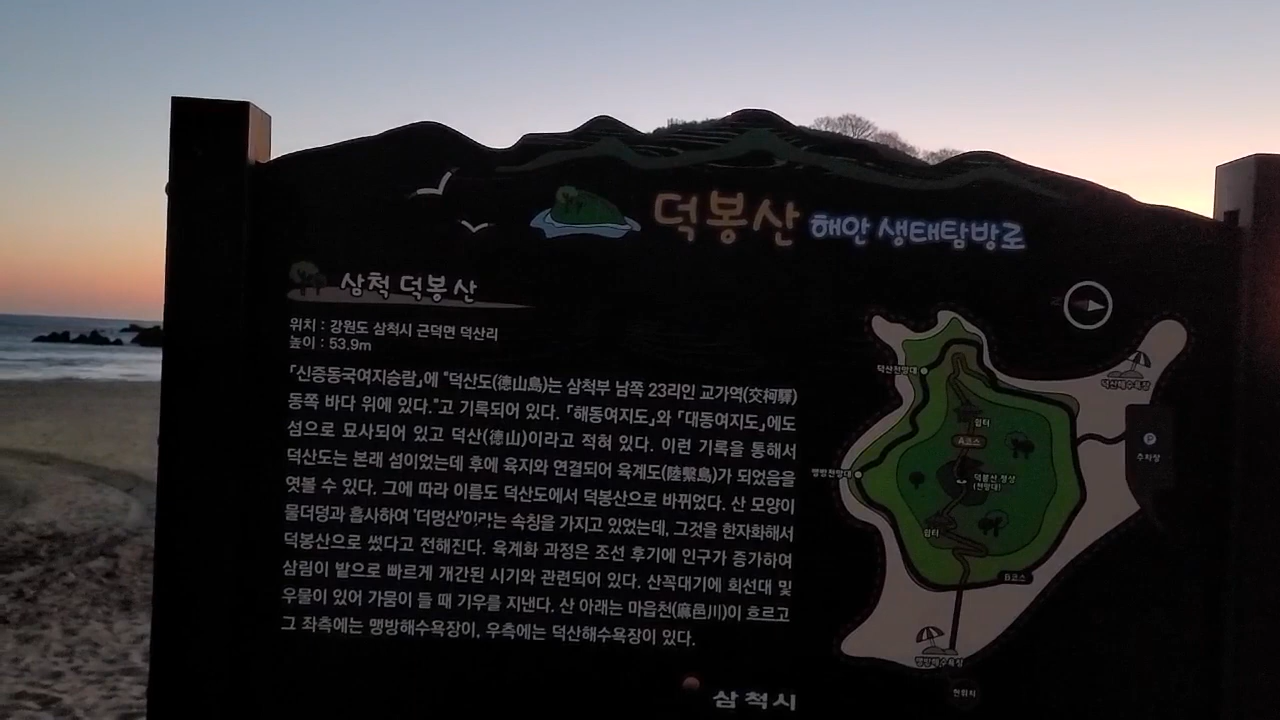 덕봉산 해안 생태탐방로
삼척 덕봉산
위치 : 강원도 삼척시 근덕면 덕산리
높이 : 53.9m
「신증동국여지승람」에 "덕산도(德山島)는 삼척부 남쪽 23리인 교가역(交柯驛)
동쪽 바다 위에 있다."고 기록되어 있다. 「해동여지도」와 「대동여지도」에도
섬으로 묘사되어 있고 덕산(德山)이라고 적혀 있다. 이런 기록을 통해서
덕산도는 본래 섬이었는데 후에 육지와 연결되어 육계도(陸繫島)가 되었음을
엿볼 수 있다. 그에 따라 이름도 덕산도에서 덕봉산으로 바뀌었다. 산 모양이
물더덩과 흡사하여 '더멍산'이라는 속칭을 가지고 있었는데, 그것을 한자화해서
덕봉산으로 썼다고 전해진다. 육계화 과정은 조선 후기에 인구가 증가하여
삼림이 밭으로 빠르게 개간된 시기와 관련되어 있다. 산꼭대기에 회선대 및
우물이 있어 가뭄이 들 때 기우를 지낸다. 산 아래는 마읍천(麻邑川)이 흐르고
그 좌측에는 맹방해수욕장이, 우측에는 덕산해수욕장이 있다.
삼척시
덕산전망대
덕산해수욕장
쉼터
A코스
P
주차장
맹방전망대
덕봉산 정상
(전망대)
쉼터
B코스
맹방해수욕장
현위치